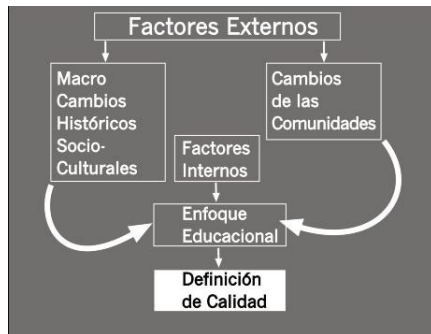 Factores Externos
Macro
Cambios
Históricos
Socio-
Culturales
Cambios
de las
Comunidades
Factores
Internos
Enfoque
Educacional
Definición
de Calidad